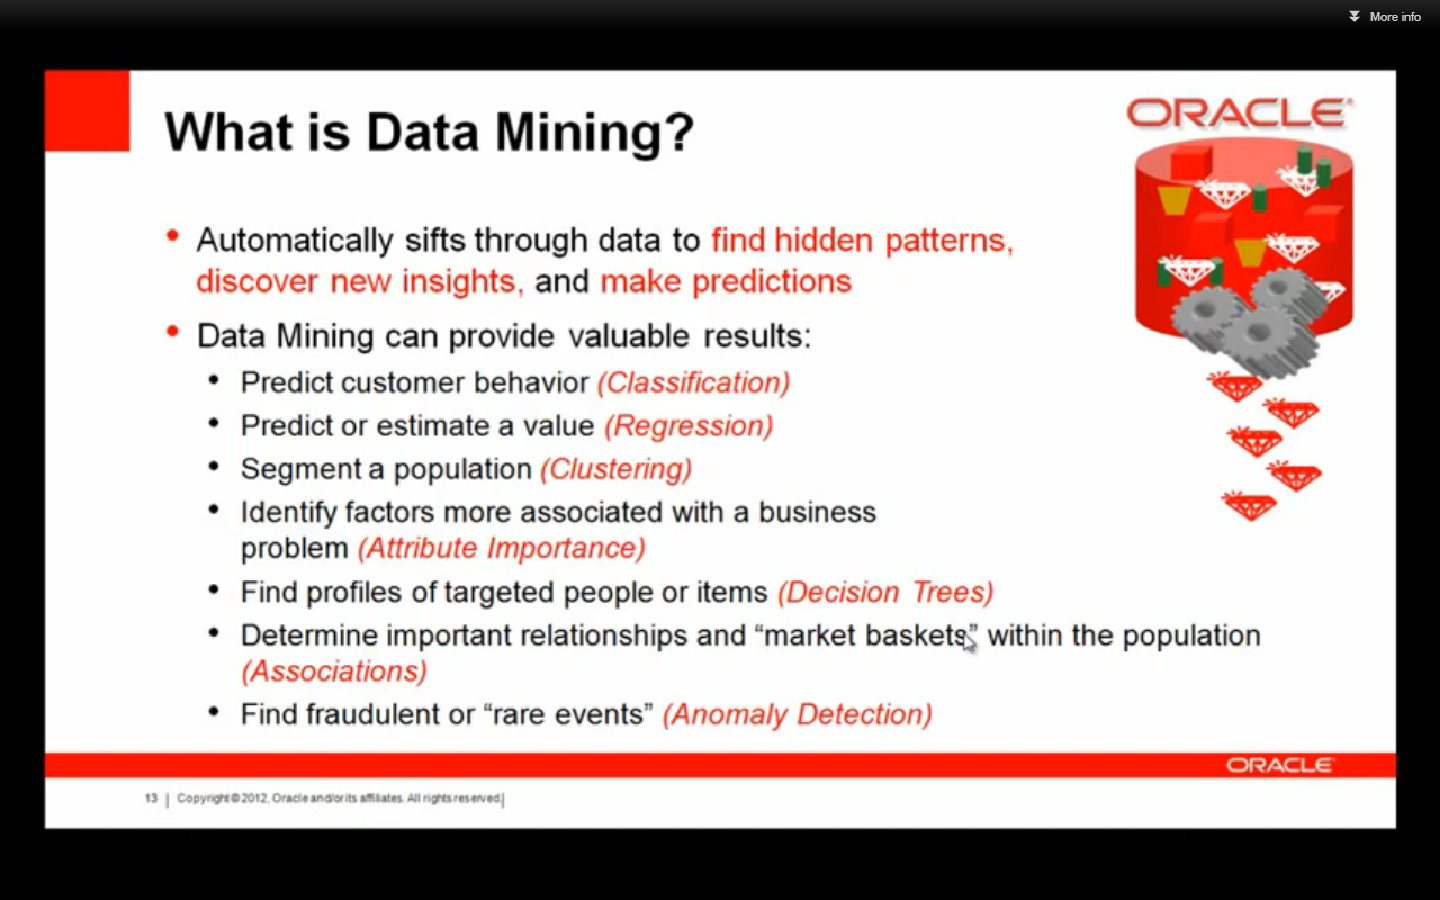 More info
What is Data Mining?
ORACLE
• Automatically sifts through data to find hidden patterns,
discover new insights, and make predictions
• Data Mining can provide valuable results:
• Predict customer behavior (Classification)
• Predict or estimate a value (Regression)
• Segment a population (Clustering)
• Identify factors more associated with a business
problem (Attribute Importance)
• Find profiles of targeted people or items (Decision Trees)
• Determine important relationships and “market baskets” within the population
(Associations)
• Find fraudulent or “rare events” (Anomaly Detection)
ORACLE
13 | Copyright © 2012, Oracle and/or its affiliates. All rights reserved.